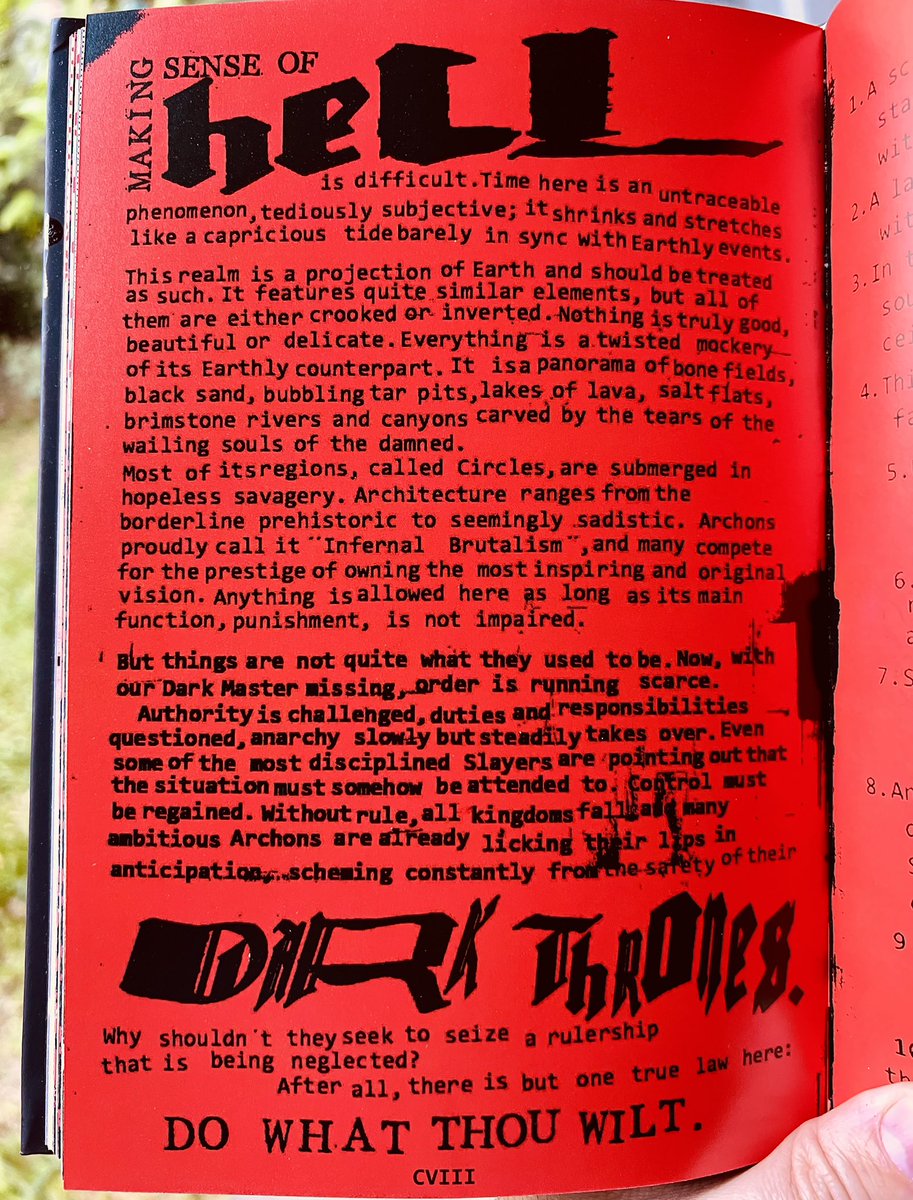 MAKING SENSE OF
heLL
is difficult. Time here is an untraceable
phenomenon, tediously subjective; it shrinks and stretches
like a capricious tide barely in sync with Earthly events.
This realm is a projection of Earth and should be treated
as such. It features quite similar elements, but all of
them are either crooked or inverted. Nothing is truly good,
beautiful or delicate. Everything is a twisted mockery
of its Earthly counterpart. It is a panorama of bone fields,
black sand, bubbling tar pits, lakes of lava, salt flats,
brimstone rivers and canyons carved by the tears of the
wailing souls of the damned.
Most of its regions, called Circles, are submerged in
hopeless savagery. Architecture ranges from the
borderline prehistoric to seemingly sadistic. Archons
proudly call it "Infernal Brutalism", and many compete
for the prestige of owning the most inspiring and original
vision. Anything is allowed here as long as its main
function, punishment, is not impaired.
But things are not quite what they used to be. Now, with
our Dark Master missing, order is running scarce.
Authority is challenged, duties and responsibilities
questioned, anarchy slowly but steadily takes over. Even
some of the most disciplined Slayers are pointing out that
the situation must somehow be attended to. Control must
be regained. Without rule, all kingdoms fall and many
ambitious Archons are already licking their lips in
anticipation, scheming constantly from the safety of their
DARK ThRONes.
Why shouldn't they seek to seize a rulership
that is being neglected?
After all, there is but one true law here:
DO WHAT THOU WILT.
CVIII
1. A
2. A
3. In
4.
5.
6.
7. S
8.
9